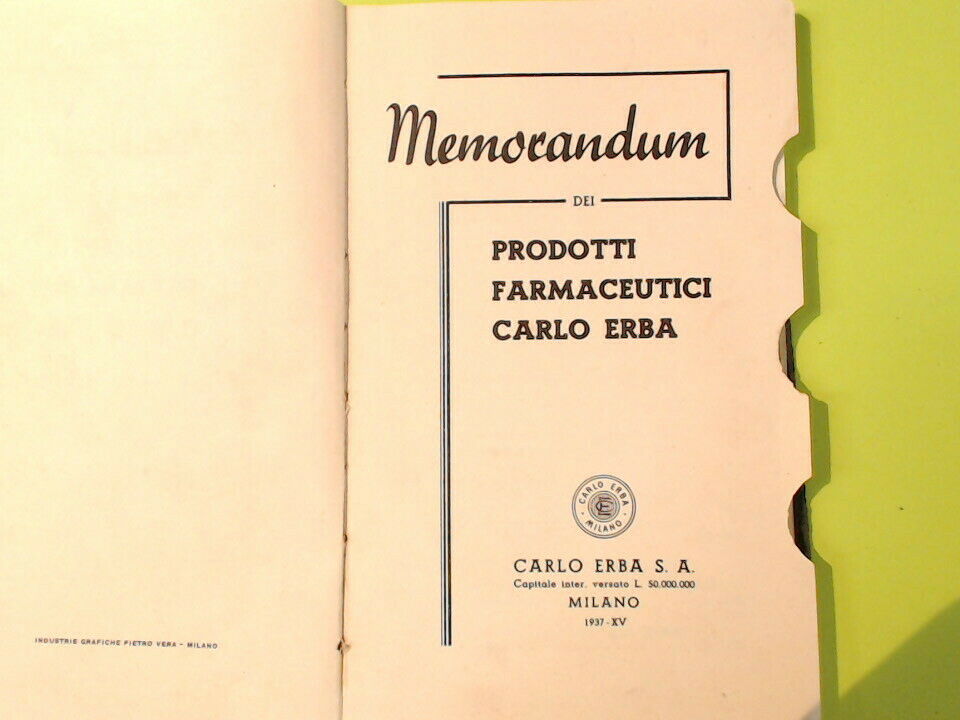 INDUSTRIE GRAFICHE PIETRO VERA - MILANO
Memorandum
DEI
PRODOTTI
FARMACEUTICI
CARLO ERBA
CARLO ERBA
CE
· MILANO ·
CARLO ERBA S. A.
Capitale inter. versato L. 50.000.000
MILANO
1937 - XV